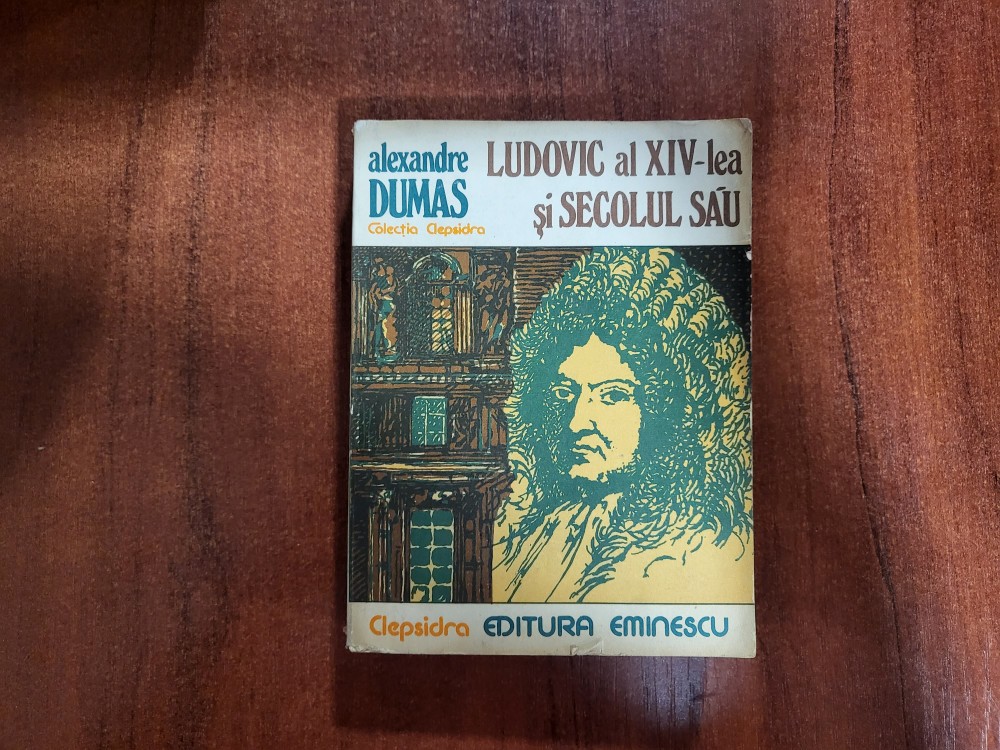 alexandre
DUMAS
Colecția Clepsidra
LUDOVIC al XIV-lea
și SECOLUL SĂU
Clepsidra EDITURA EMINESCU